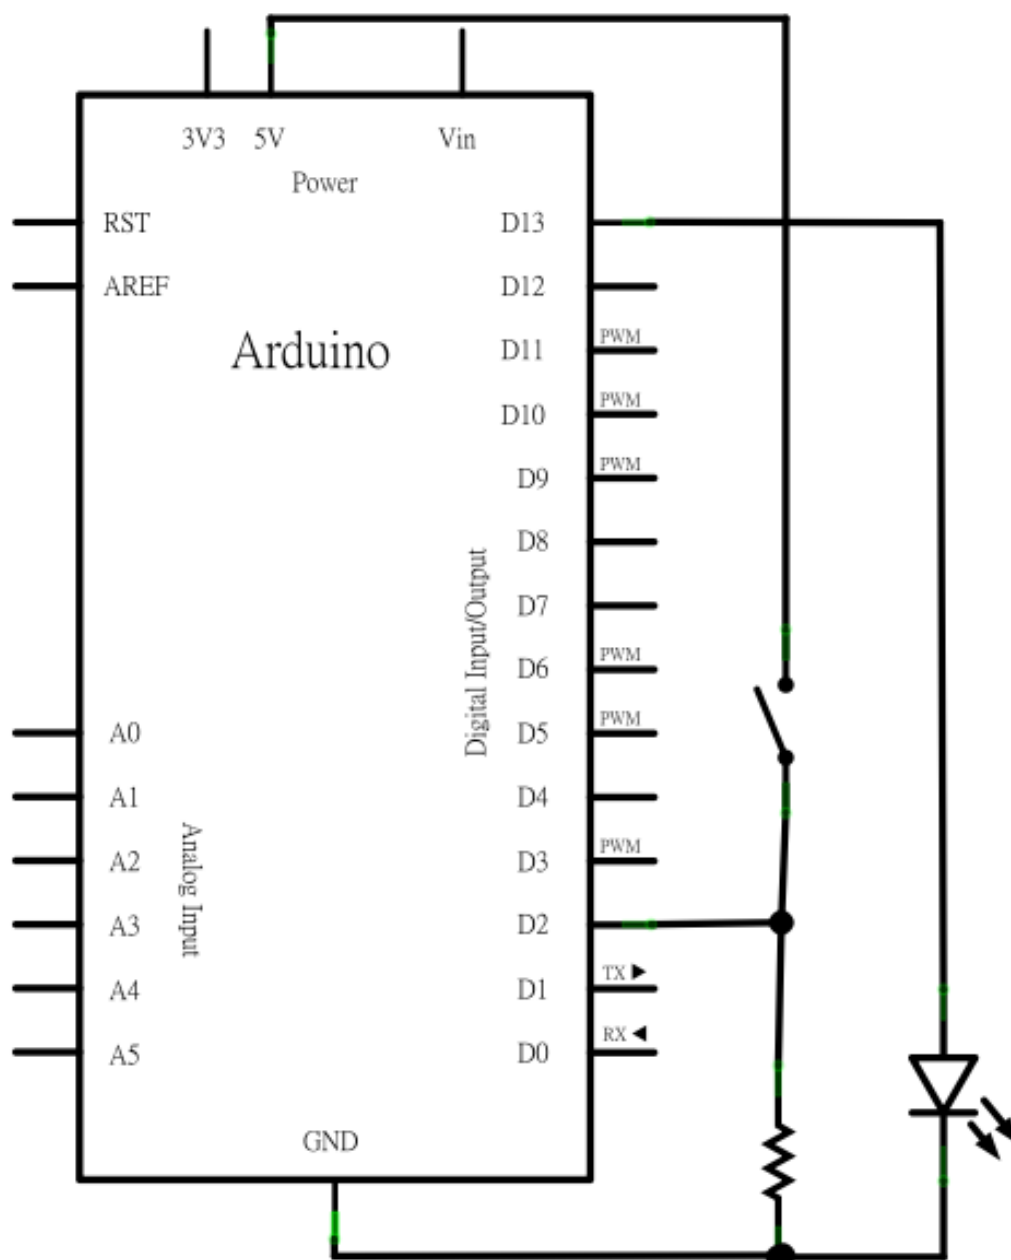 3V3 5V Vin
Power
RST D13
AREF D12
Arduino
D11 PWM
D10 PWM
D9 PWM
D8
D7
D6 PWM
Digital Input/Output
A0 D5 PWM
A1 D4
A2 D3 PWM
Analog Input
A3 D2
A4 D1 TX
A5 D0 RX
GND